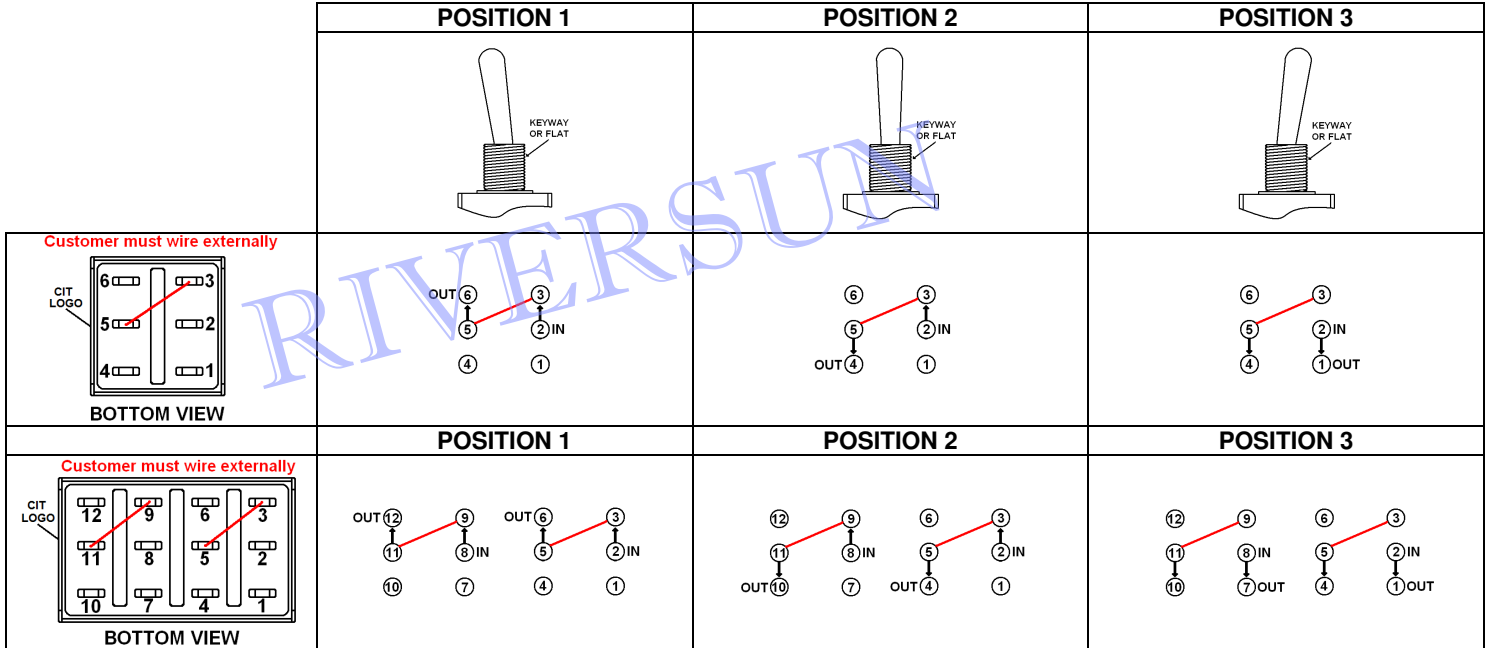 POSITION 1 POSITION 2 POSITION 3
KEYWAY
OR FLAT
KEYWAY
OR FLAT
KEYWAY
OR FLAT
RIVERSUN
Customer must wire externally
CIT
LOGO
6 3
5 2
4 1
BOTTOM VIEW
OUT 6 3
5 2 IN
4 1
6 3
5 2 IN
OUT 4 1
6 3
5 2 IN
4 1 OUT
POSITION 1 POSITION 2 POSITION 3
Customer must wire externally
CIT
LOGO
12 9 6 3
11 8 5 2
10 7 4 1
BOTTOM VIEW
OUT 12 9 OUT 6 3
11 8 IN 5 2 IN
10 7 4 1
12 9 6 3
11 8 IN 5 2 IN
OUT 10 7 OUT 4 1
12 9 6 3
11 8 IN 5 2 IN
10 7 OUT 4 1 OUT